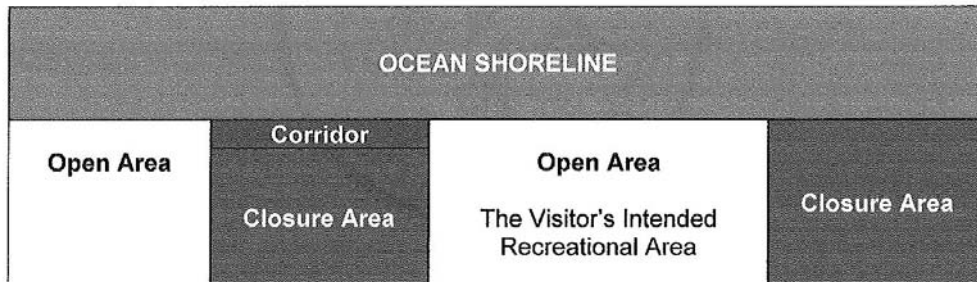 OCEAN SHORELINE
Corridor
Open Area
Closure Area
Open Area
The Visitor's Intended
Recreational Area
Closure Area